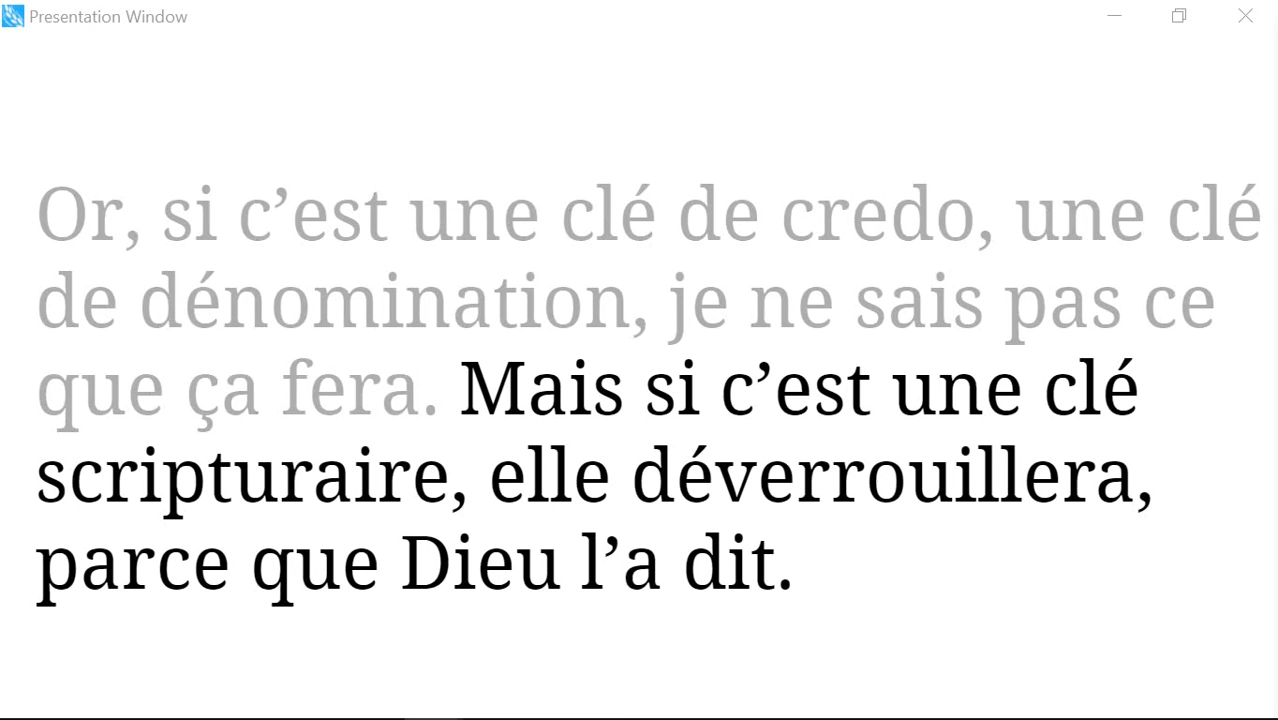 Presentation Window
Or, si c’est une clé de credo, une clé
de dénomination, je ne sais pas ce
que ça fera. Mais si c’est une clé
scripturaire, elle déverrouillera,
parce que Dieu l’a dit.